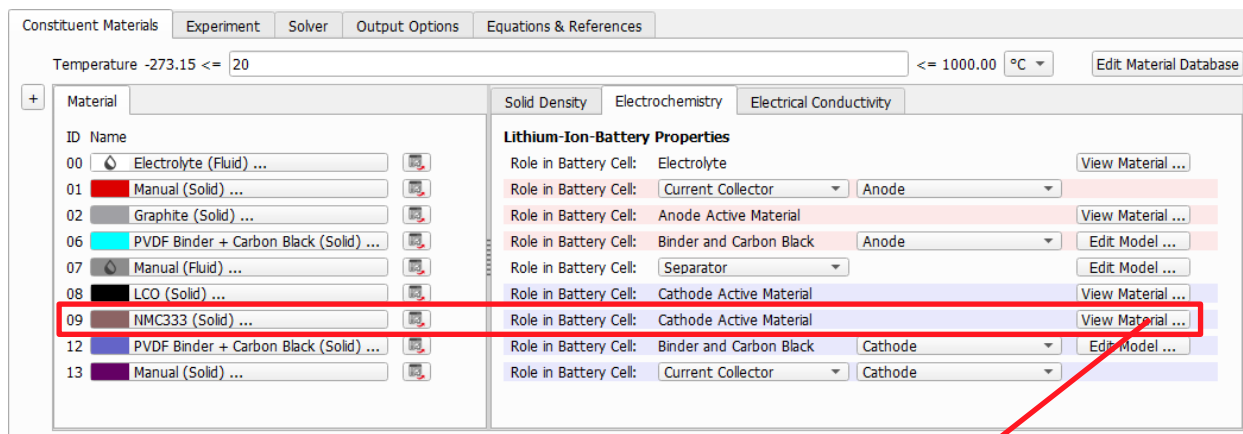 Constituent Materials Experiment Solver Output Options Equations & References
Temperature -273.15 <= 20 <= 1000.00 °C Edit Material Database
+ Material Solid Density Electrochemistry Electrical Conductivity
ID Name Lithium-Ion-Battery Properties
00 Electrolyte (Fluid) ... Role in Battery Cell: Electrolyte View Material ...
01 Manual (Solid) ... Role in Battery Cell: Current Collector Anode
02 Graphite (Solid) ... Role in Battery Cell: Anode Active Material View Material ...
06 PVDF Binder + Carbon Black (Solid) ... Role in Battery Cell: Binder and Carbon Black Anode Edit Model ...
07 Manual (Fluid) ... Role in Battery Cell: Separator Edit Model ...
08 LCO (Solid) ... Role in Battery Cell: Cathode Active Material View Material ...
09 NMC333 (Solid) ... Role in Battery Cell: Cathode Active Material View Material ...
12 PVDF Binder + Carbon Black (Solid) ... Role in Battery Cell: Binder and Carbon Black Cathode Edit Model ...
13 Manual (Solid) ... Role in Battery Cell: Current Collector Cathode